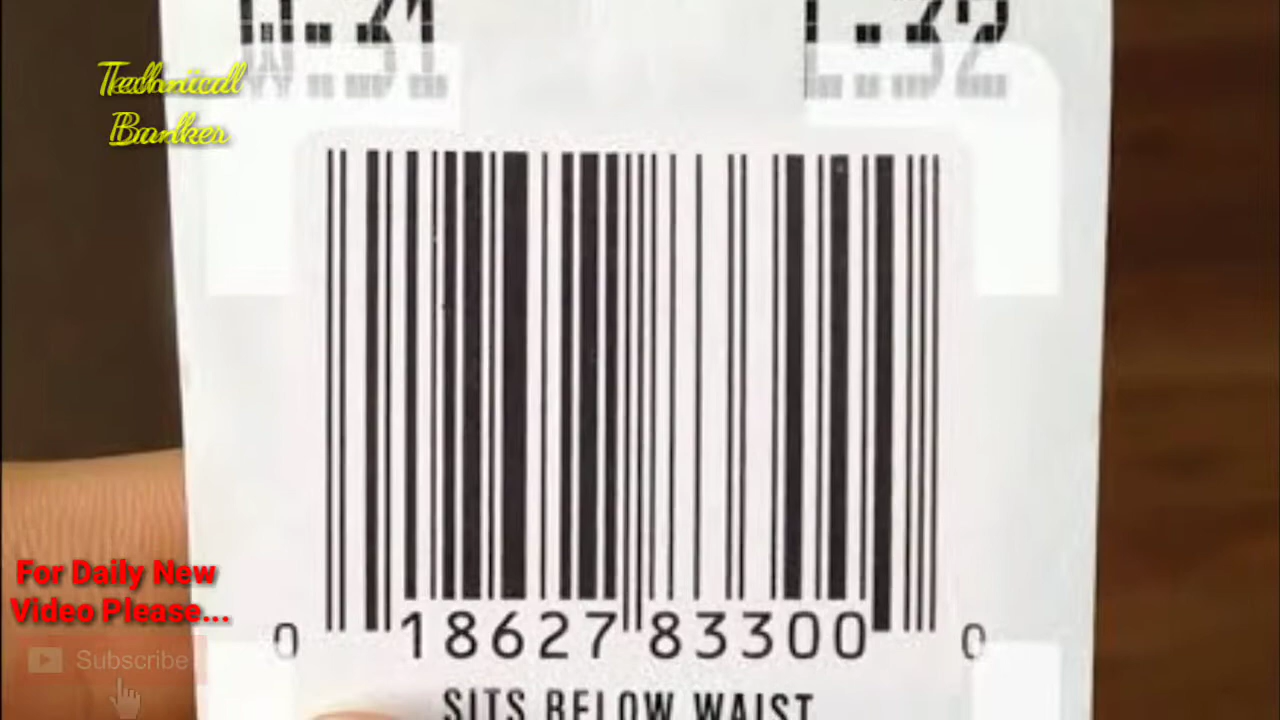 W:31 L:32
Technical
Banker
0 18627 83300 0
For Daily New
Video Please...
Subscribe
SITS BELOW WAIST